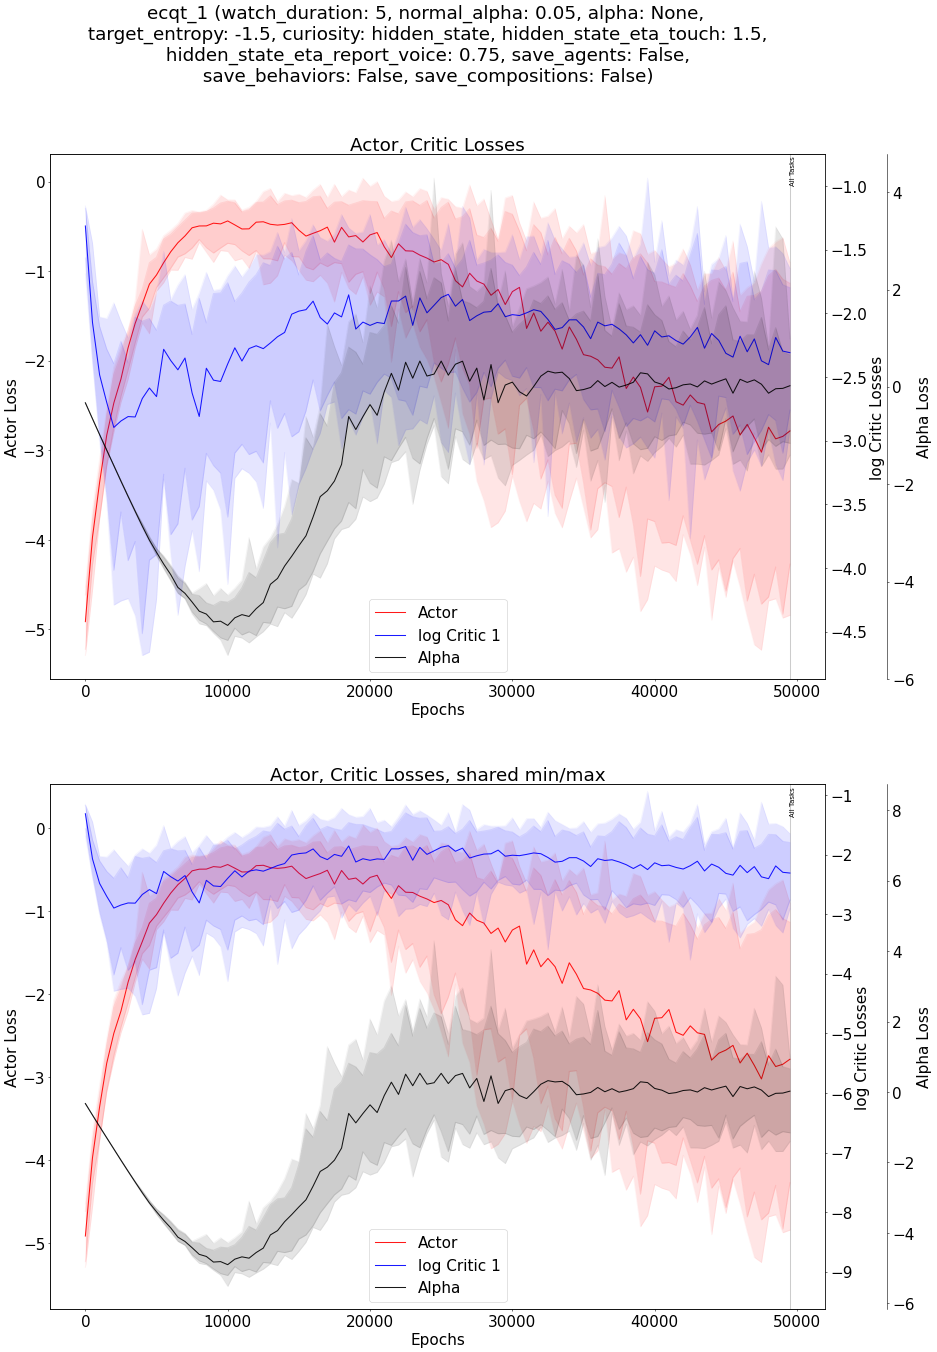 ecqt_1 (watch_duration: 5, normal_alpha: 0.05, alpha: None,
target_entropy: -1.5, curiosity: hidden_state, hidden_state_eta_touch: 1.5,
hidden_state_eta_report_voice: 0.75, save_agents: False,
save_behaviors: False, save_compositions: False)
Actor, Critic Losses
All Tasks
0
−1
−2
−3
−4
−5
Actor Loss
−1.0
−1.5
−2.0
−2.5
−3.0
−3.5
−4.0
−4.5
log Critic Losses
4
2
0
−2
−4
−6
Alpha Loss
Actor
log Critic 1
Alpha
0 10000 20000 30000 40000 50000
Epochs
Actor, Critic Losses, shared min/max
All Tasks
0
−1
−2
−3
−4
−5
Actor Loss
−1
−2
−3
−4
−5
−6
−7
−8
−9
log Critic Losses
8
6
4
2
0
−2
−4
−6
Alpha Loss
Actor
log Critic 1
Alpha
0 10000 20000 30000 40000 50000
Epochs